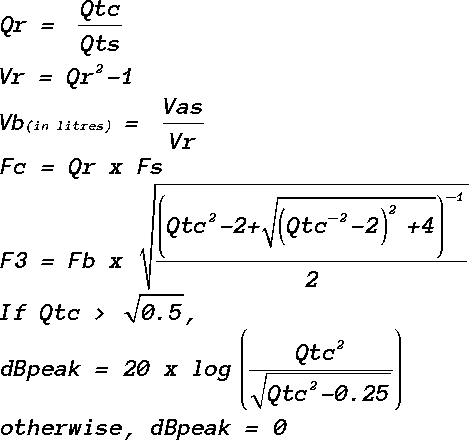 Qr = Qtc/Qts
Vr = Qr²-1
Vb(in litres) = Vas/Vr
Fc = Qr x Fs
F3 = Fb x √((Qtc²-2+√((Qtc⁻²-2)² +4))⁻¹/2)
If Qtc > √0.5,
dBpeak = 20 x log(Qtc²/√(Qtc²-0.25))
otherwise, dBpeak = 0